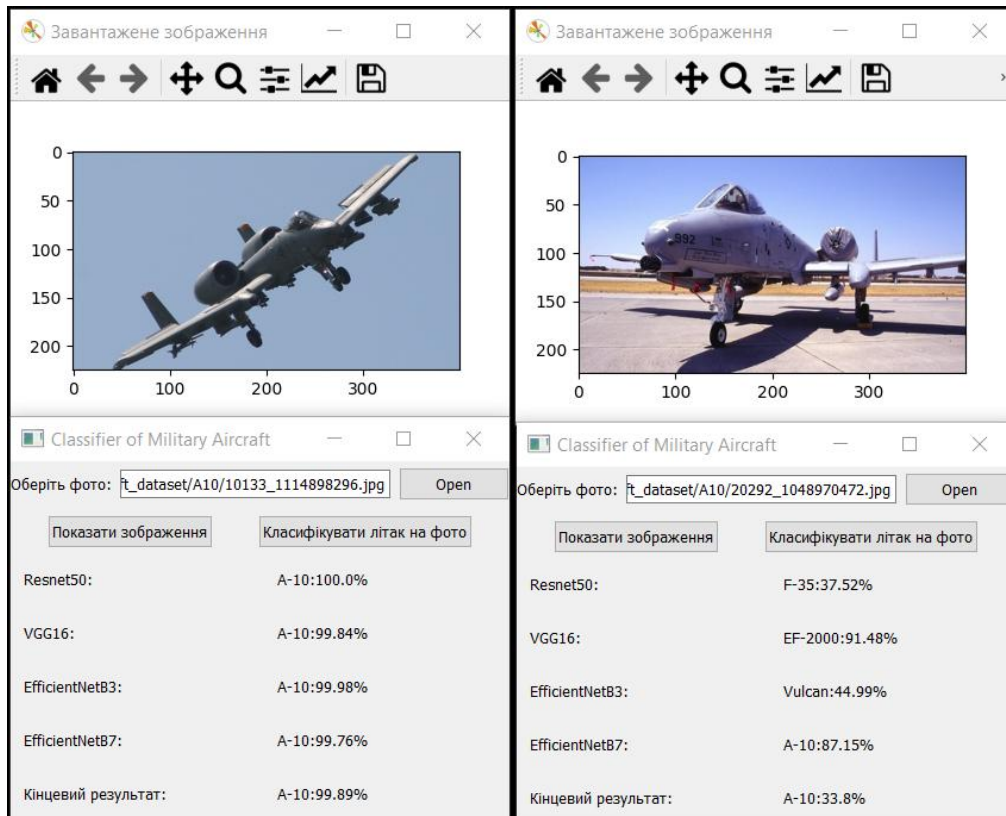 Завантажене зображення
0
50
100
150
200
0 100 200 300
Classifier of Military Aircraft
Оберіть фото: ft_dataset/A10/10133_1114898296.jpg Open
Показати зображення Класифікувати літак на фото
Resnet50: A-10:100.0%
VGG16: A-10:99.84%
EfficientNetB3: A-10:99.98%
EfficientNetB7: A-10:99.76%
Кінцевий результат: A-10:99.89%
Завантажене зображення
0
50
100
150
200
992
0 100 200 300
Classifier of Military Aircraft
Оберіть фото: ft_dataset/A10/20292_1048970472.jpg Open
Показати зображення Класифікувати літак на фото
Resnet50: F-35:37.52%
VGG16: EF-2000:91.48%
EfficientNetB3: Vulcan:44.99%
EfficientNetB7: A-10:87.15%
Кінцевий результат: A-10:33.8%